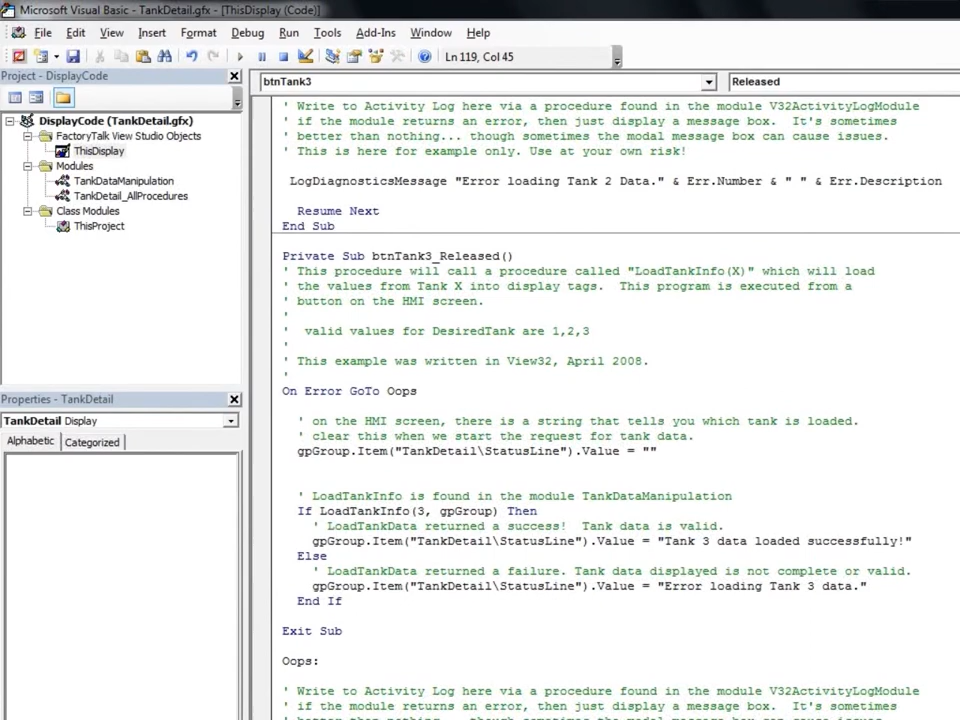 Microsoft Visual Basic - TankDetail.gfx - [ThisDisplay (Code)]
File Edit View Insert Format Debug Run Tools Add-Ins Window Help
Ln 119, Col 45
Project - DisplayCode
btnTank3
Released
DisplayCode (TankDetail.gfx)
FactoryTalk View Studio Objects
ThisDisplay
Modules
TankDataManipulation
TankDetail_AllProcedures
Class Modules
ThisProject
Properties - TankDetail
TankDetail Display
Alphabetic Categorized
' Write to Activity Log here via a procedure found in the module V32ActivityLogModule
' if the module returns an error, then just display a message box.  It's sometimes
' better than nothing... though sometimes the modal message box can cause issues.
' This is here for example only. Use at your own risk!
LogDiagnosticsMessage "Error loading Tank 2 Data." & Err.Number & " " & Err.Description
Resume Next
End Sub
Private Sub btnTank3_Released()
' This procedure will call a procedure called "LoadTankInfo(X)" which will load
' the values from Tank X into display tags.  This program is executed from a
' button on the HMI screen.
'
'  valid values for DesiredTank are 1,2,3
'
' This example was written in View32, April 2008.
'
On Error GoTo Oops
' on the HMI screen, there is a string that tells you which tank is loaded.
' clear this when we start the request for tank data.
gpGroup.Item("TankDetail\StatusLine").Value = ""
' LoadTankInfo is found in the module TankDataManipulation
If LoadTankInfo(3, gpGroup) Then
' LoadTankData returned a success!  Tank data is valid.
gpGroup.Item("TankDetail\StatusLine").Value = "Tank 3 data loaded successfully!"
Else
' LoadTankData returned a failure. Tank data displayed is not complete or valid.
gpGroup.Item("TankDetail\StatusLine").Value = "Error loading Tank 3 data."
End If
Exit Sub
Oops:
' Write to Activity Log here via a procedure found in the module V32ActivityLogModule
' if the module returns an error, then just display a message box.  It's sometimes
' better than nothing... though sometimes the modal message box can cause issues.